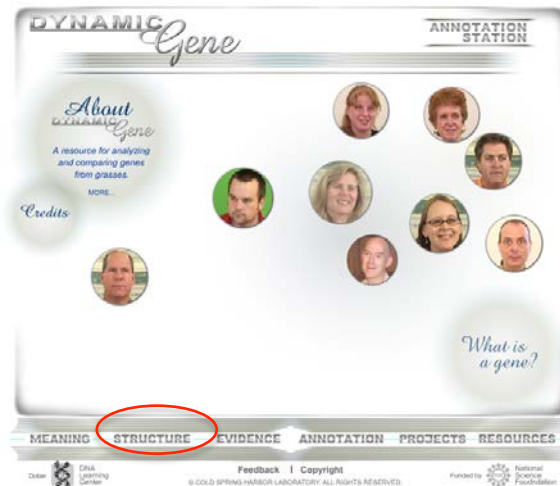 DYNAMIC
Gene
ANNOTATION
STATION
About
DYNAMIC
Gene
A resource for analyzing
and comparing genes
from grasses.
MORE...
Credits
What is
a gene?
MEANING STRUCTURE EVIDENCE ANNOTATION PROJECTS RESOURCES
Dolan DNA
Learning
Center
Feedback | Copyright
© COLD SPRING HARBOR LABORATORY. ALL RIGHTS RESERVED.
Funded by National
Science
Foundation